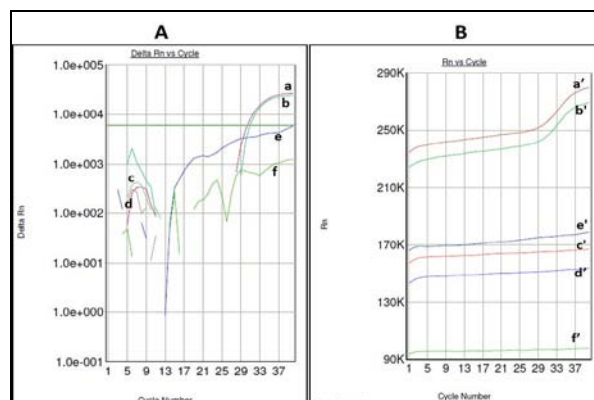 A
Delta Rn vs Cycle
1.0e+005
1.0e+004
1.0e+003
1.0e+002
1.0e+001
1.0e+000
1.0e-001
Delta Rn
a
b
c
d
e
f
1 5 9 13 17 21 25 29 33 37
Cycle Number
B
Rn vs Cycle
290K
250K
210K
170K
130K
90K
Rn
a'
b'
e'
c'
d'
f'
1 5 9 13 17 21 25 29 33 37
Cycle Number